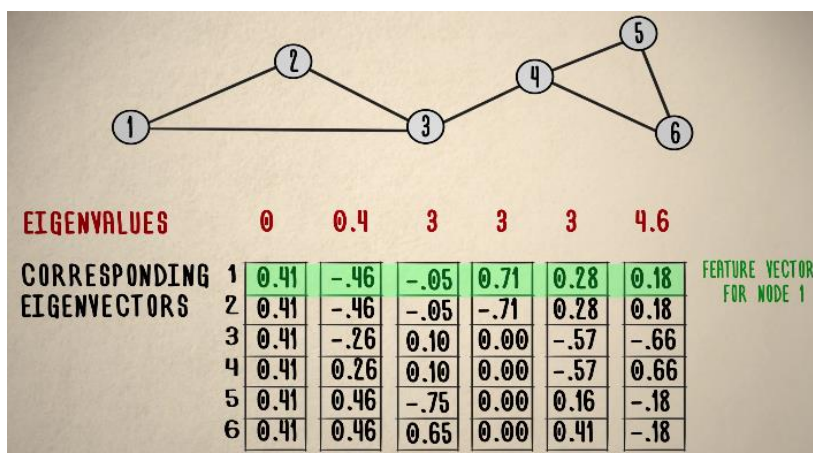 5
2
4
1
3
6
EIGENVALUES 0 0.4 3 3 3 4.6
CORRESPONDING 1 0.41 -.46 -.05 0.71 0.28 0.18 FEATURE VECTOR
EIGENVECTORS 2 0.41 -.46 -.05 -.71 0.28 0.18 FOR NODE 1
3 0.41 -.26 0.10 0.00 -.57 -.66
4 0.41 0.26 0.10 0.00 -.57 0.66
5 0.41 0.46 -.75 0.00 0.16 -.18
6 0.41 0.46 0.65 0.00 0.41 -.18